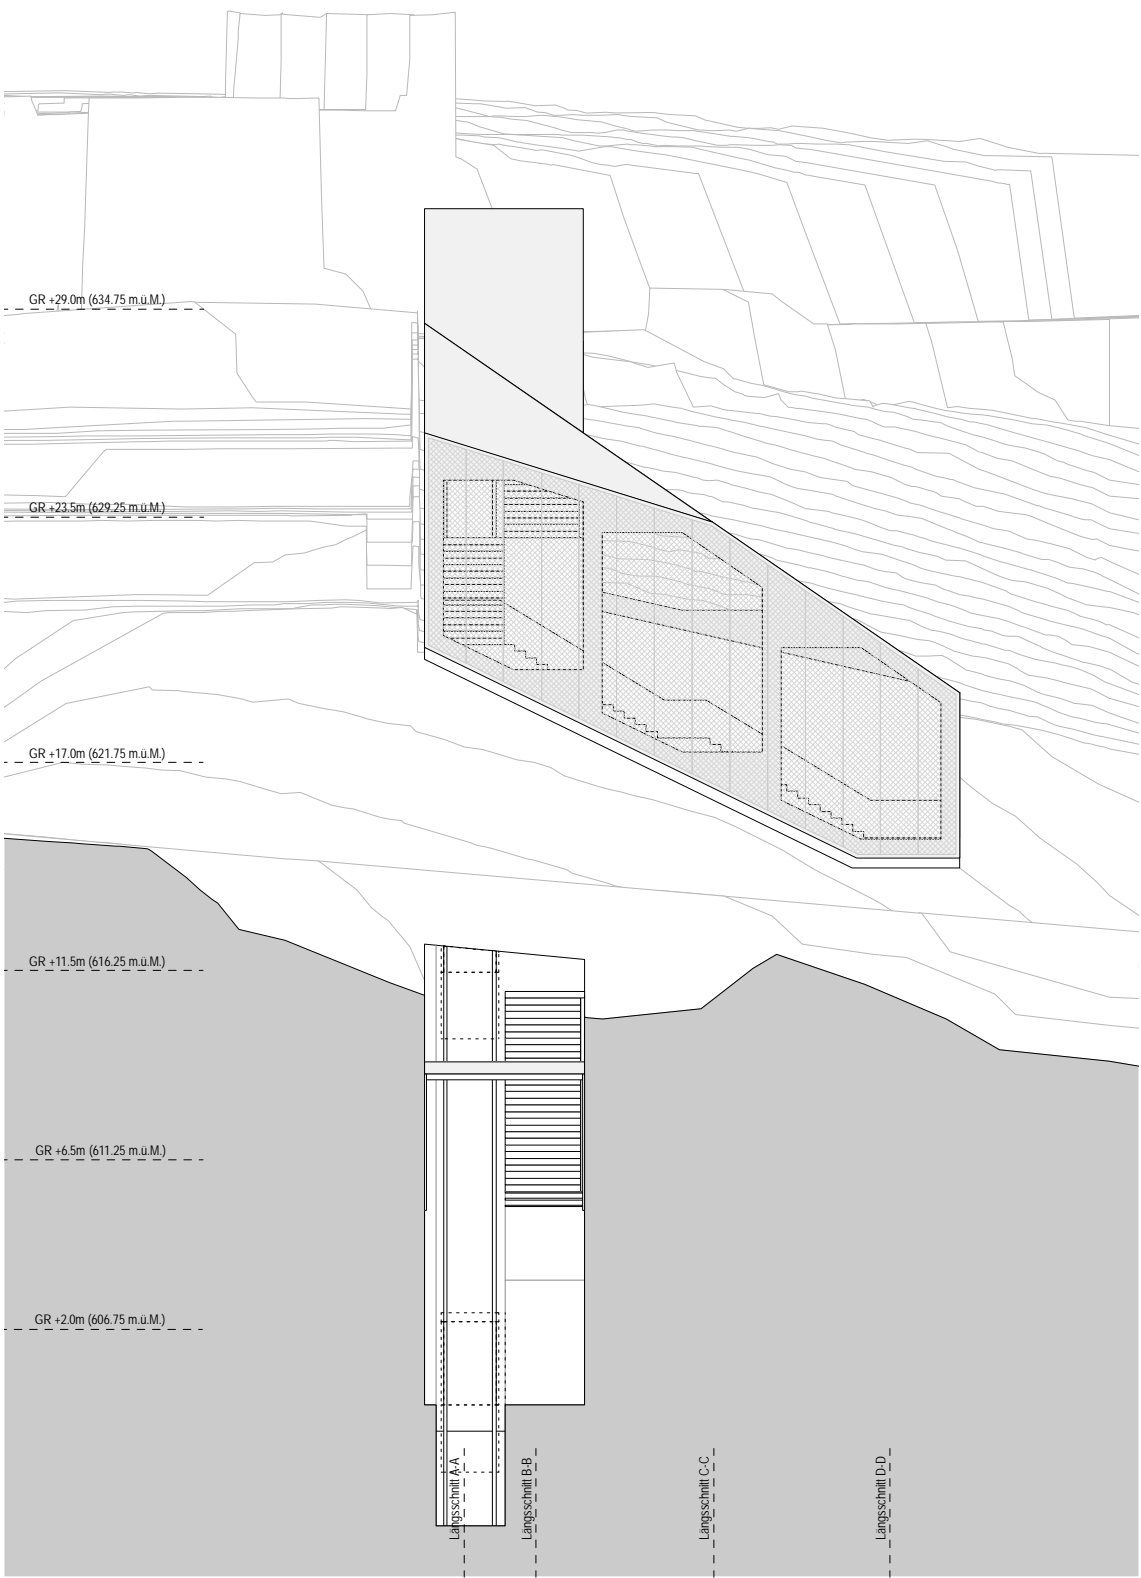 GR +29.0m (634.75 m.ü.M.)
GR +23.5m (629.25 m.ü.M.)
GR +17.0m (621.75 m.ü.M.)
GR +11.5m (616.25 m.ü.M.)
GR +6.5m (611.25 m.ü.M.)
GR +2.0m (606.75 m.ü.M.)
Längsschnitt A-A
Längsschnitt B-B
Längsschnitt C-C
Längsschnitt D-D